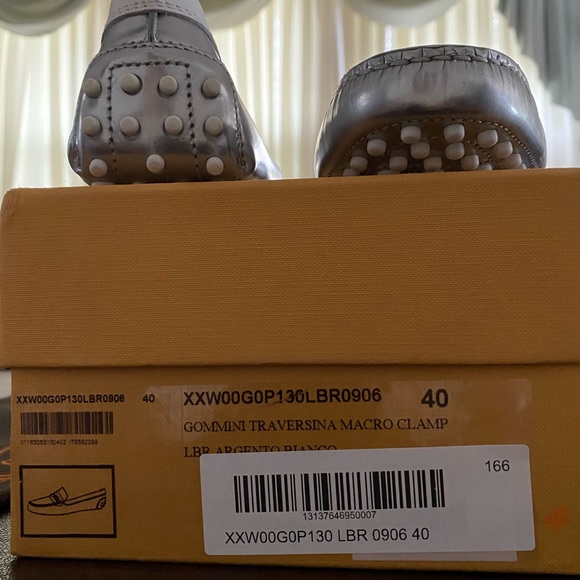 XXW00G0P130LBR0906 40
XXW00G0P130LBR0906 40
GOMMINI TRAVERSINA MACRO CLAMP
LBR ARGENTO BIANCO
166
13137646950007
XXW00G0P130 LBR 0906 40